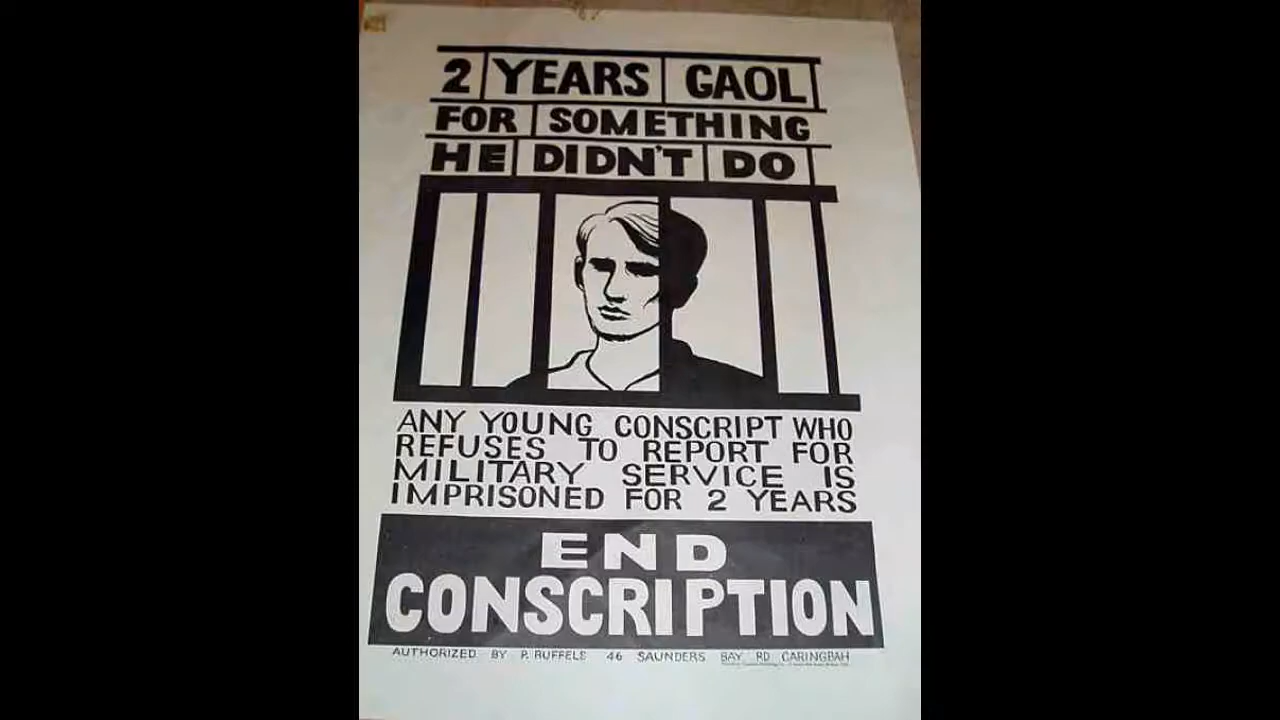 2 YEARS GAOL
FOR SOMETHING
HE DIDN'T DO
ANY YOUNG CONSCRIPT WHO
REFUSES TO REPORT FOR
MILITARY SERVICE IS
IMPRISONED FOR 2 YEARS
END
CONSCRIPTION
AUTHORIZED BY P. RUFFELS 46 SAUNDERS BAY RD CARINGBAH